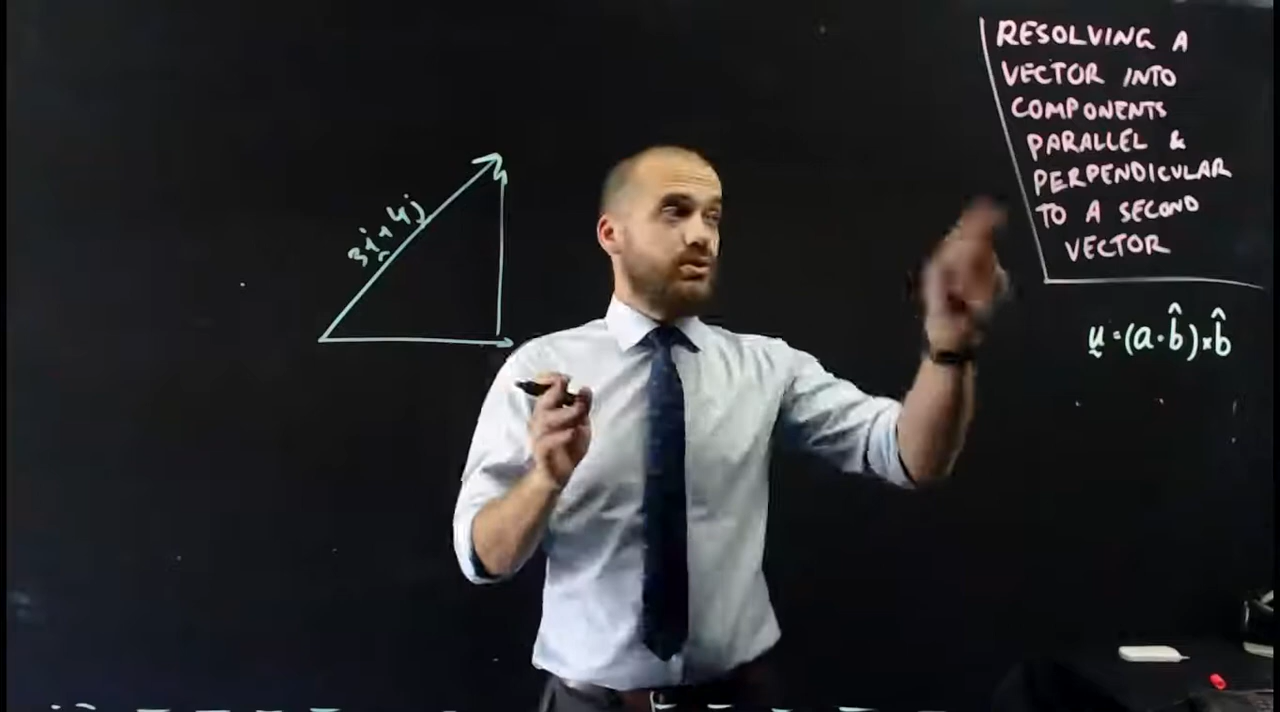 RESOLVING A
VECTOR INTO
COMPONENTS
PARALLEL &
PERPENDICULAR
TO A SECOND
VECTOR
3i+4j
u=(a·b̂)×b̂